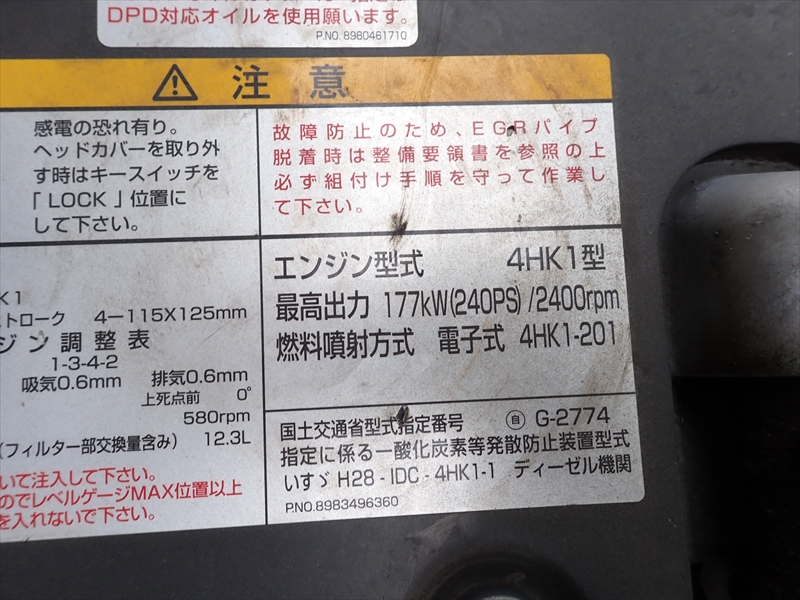 DPD対応オイルを使用願います。
P.NO. 8980461710
注意
感電の恐れ有り。
ヘッドカバーを取り外
す時はキースイッチを
「LOCK」位置に
して下さい。
故障防止のため、EGRパイプ
脱着時は整備要領書を参照の上
必ず組付け手順を守って作業し
て下さい。
K1
トローク 4−115X125mm
ジン調整表
1-3-4-2
吸気0.6mm 排気0.6mm
上死点前 0°
580rpm
(フィルター部交換量含み) 12.3L
いて注入して下さい。
のでレベルゲージMAX位置以上
を入れないで下さい。
エンジン型式 4HK1型
最高出力 177kW(240PS)/2400rpm
燃料噴射方式 電子式 4HK1-201
国土交通省型式指定番号 自 G-2774
指定に係る一酸化炭素等発散防止装置型式
いすゞ H28 - IDC - 4HK1-1 ディーゼル機関
P.NO.8983496360